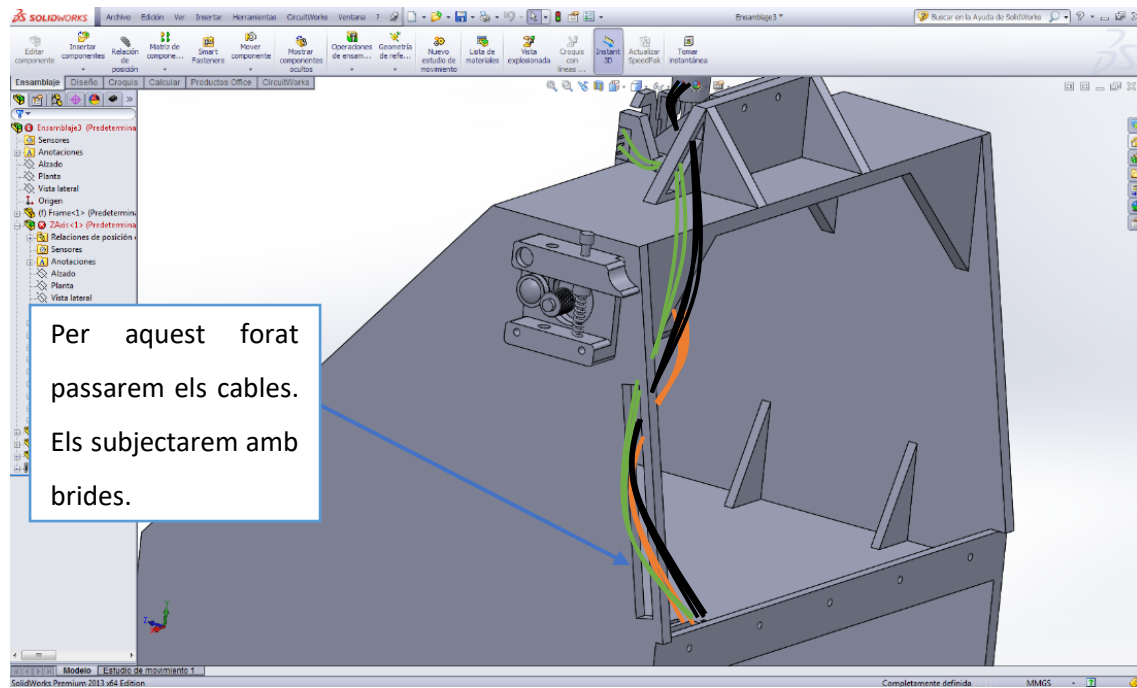 SOLIDWORKS Archivo Edición Ver Insertar Herramientas CircuitWorks Ventana ? Ensamblaje3 * Buscar en la Ayuda de SolidWorks
Editar componente
Insertar componentes
Relación de posición
Matriz de compone...
Smart Fasteners
Mover componente
Mostrar componentes ocultos
Operadones de ensam...
Geometría de refe...
Nuevo estudio de movimiento
Lista de materiales
Vista explosionada
Croquis con líneas ...
Instant 3D
Actualizar SpeedPak
Tomar instantánea
Ensamblaje Diseño Croquis Calcular Productos Office CircuitWorks
Ensamblaje3 (Predetermina
Sensores
Anotaciones
Alzado
Planta
Vista lateral
Origen
(f) Frame<1> (Predetermin
ZAxis<1> (Predetermina
Relaciones de posición
Sensores
Anotaciones
Alzado
Planta
Vista lateral
Per aquest forat
passarem els cables.
Els subjectarem amb
brides.
Y
Z
Modelo Estudio de movimiento 1
SolidWorks Premium 2013 x64 Edition Completamente definida MMGS